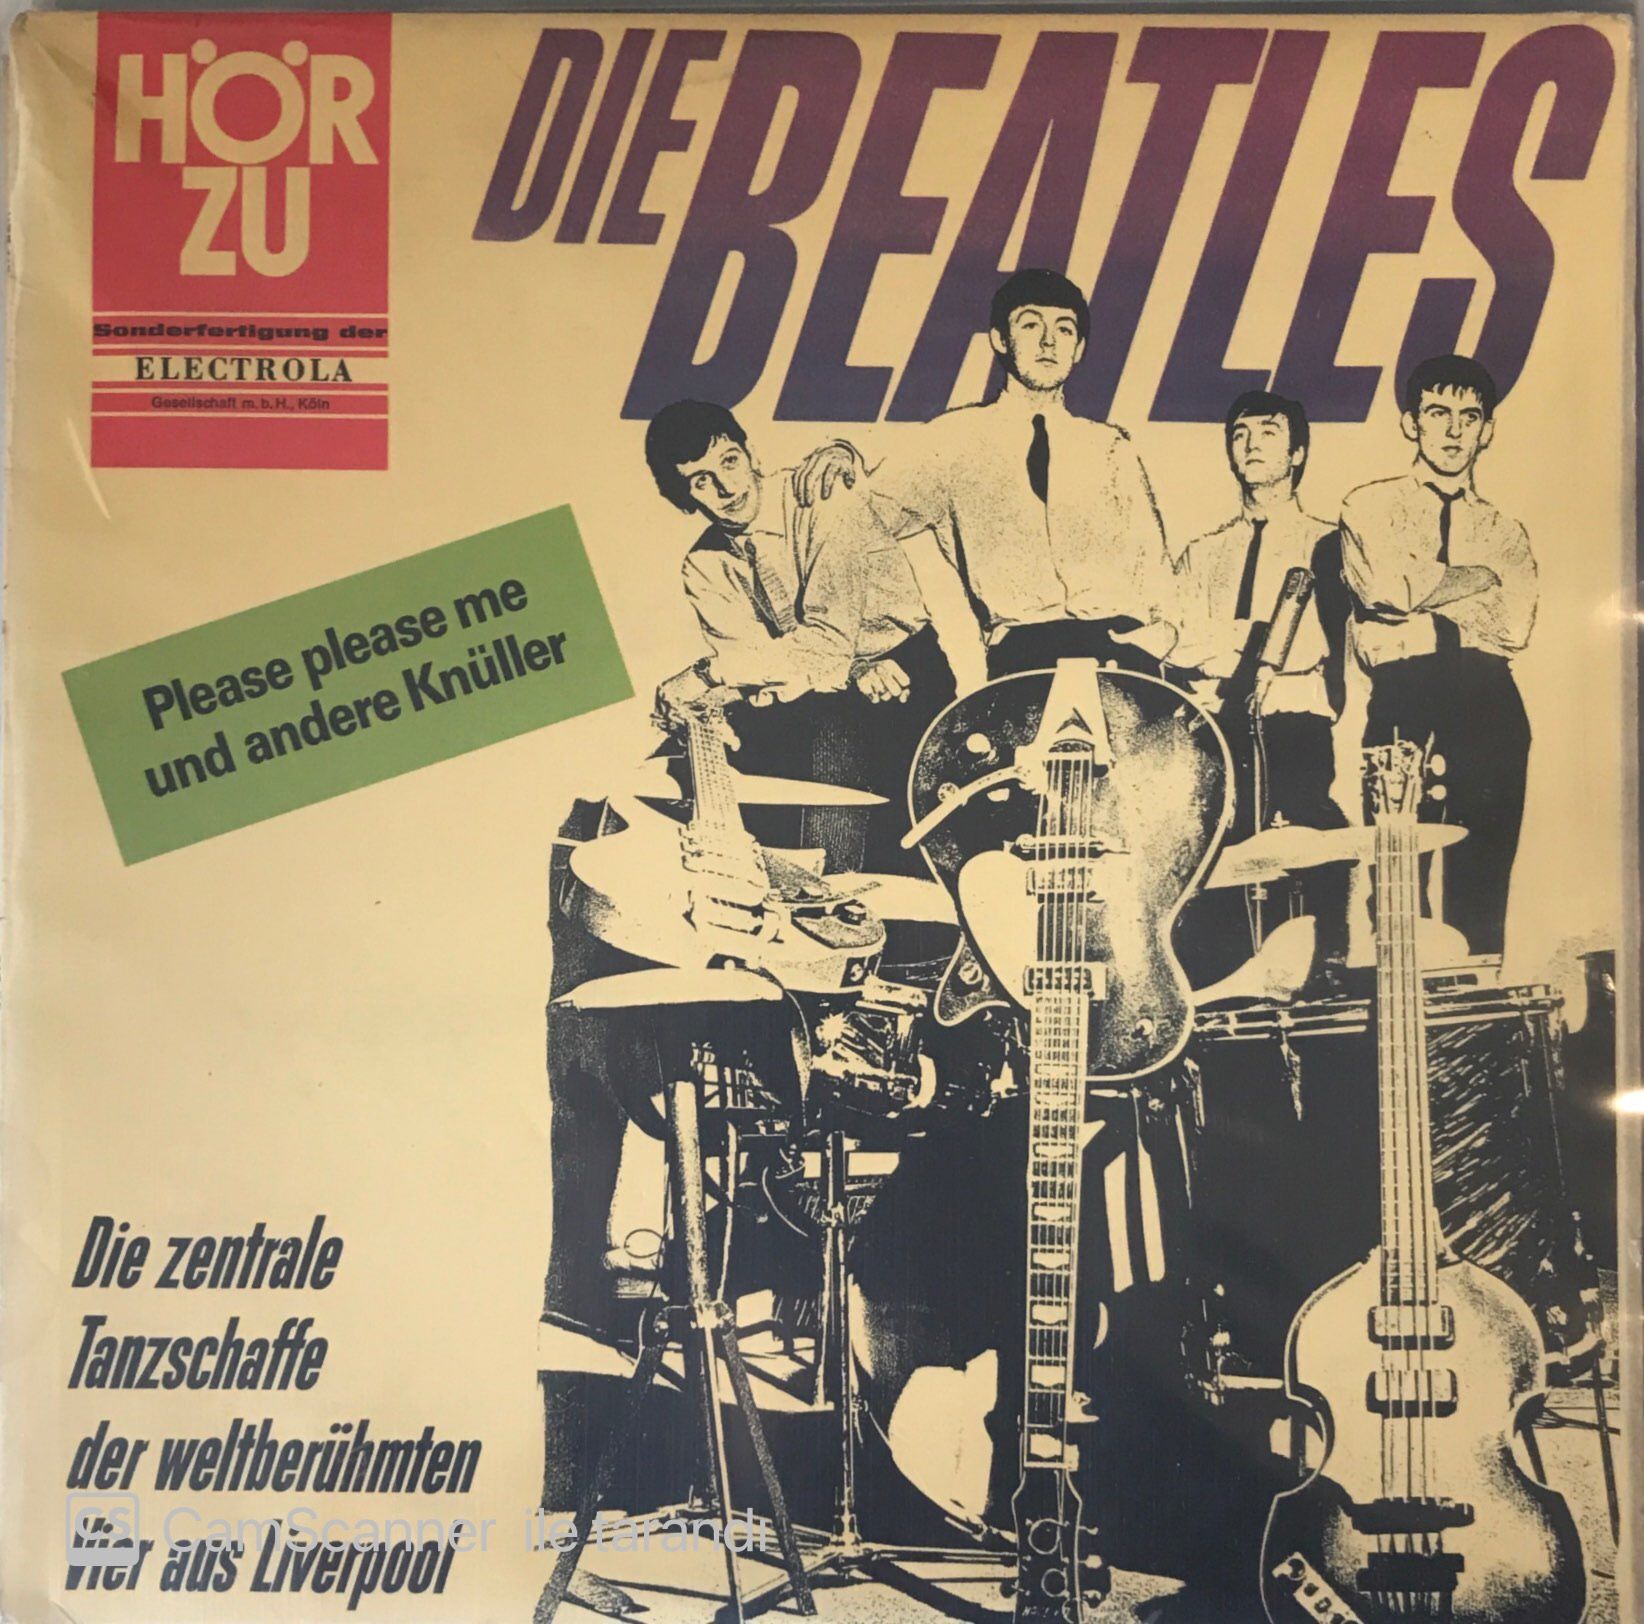 HÖR
ZU
Sonderfertigung der
ELECTROLA
Gesellschaft m.b.H., Köln
DIE BEATLES
Please please me
und andere Knüller
Die zentrale
Tanzschaffe
der weltberühmten
Vier aus Liverpool
CS CamScanner ile tarandı